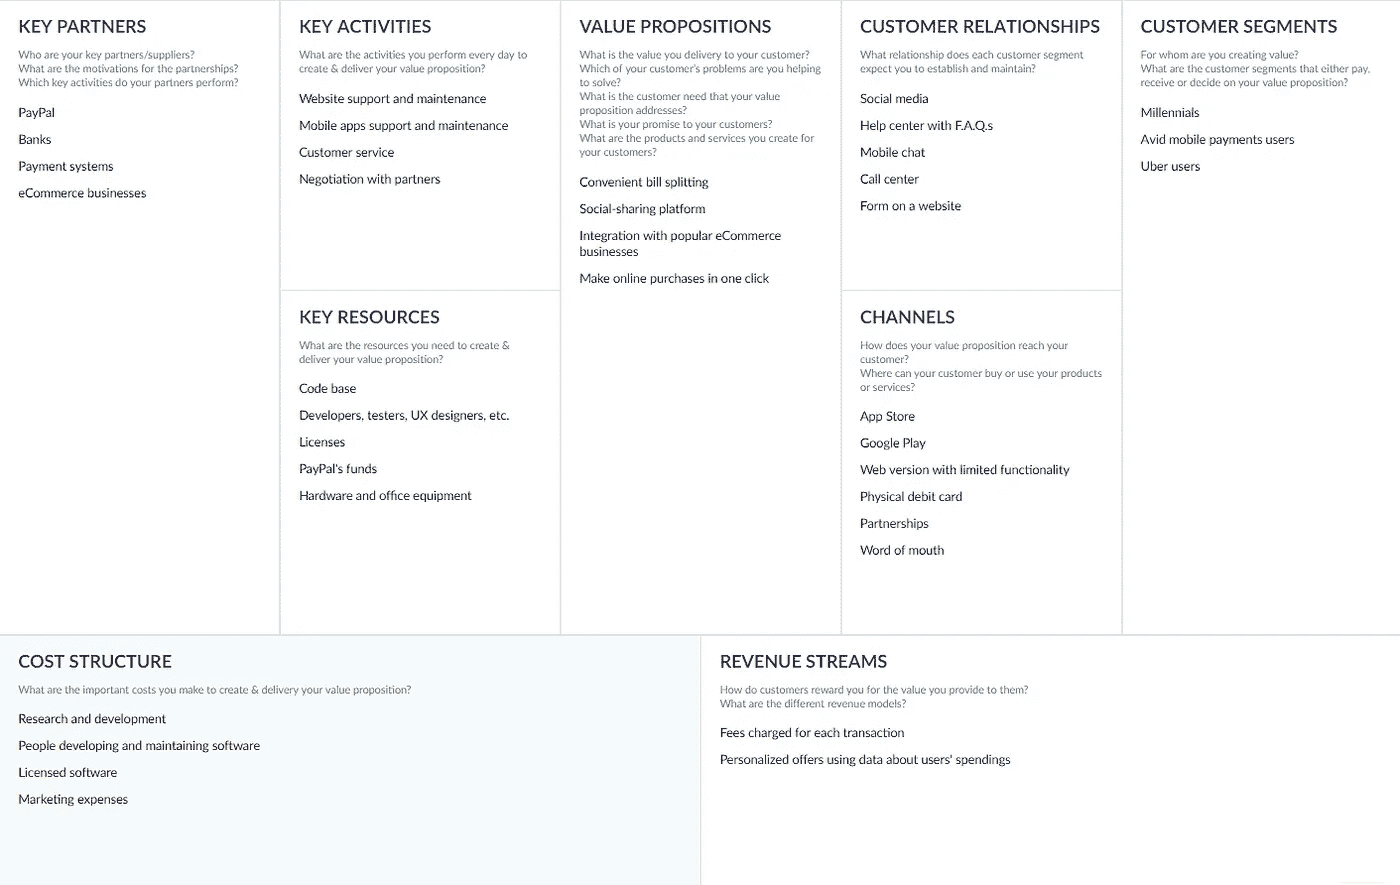 KEY PARTNERS
Who are your key partners/suppliers?
What are the motivations for the partnerships?
Which key activities do your partners perform?
PayPal
Banks
Payment systems
eCommerce businesses
KEY ACTIVITIES
What are the activities you perform every day to
create & deliver your value proposition?
Website support and maintenance
Mobile apps support and maintenance
Customer service
Negotiation with partners
KEY RESOURCES
What are the resources you need to create &
deliver your value proposition?
Code base
Developers, testers, UX designers, etc.
Licenses
PayPal's funds
Hardware and office equipment
VALUE PROPOSITIONS
What is the value you delivery to your customer?
Which of your customer's problems are you helping
to solve?
What is the customer need that your value
proposition addresses?
What is your promise to your customers?
What are the products and services you create for
your customers?
Convenient bill splitting
Social-sharing platform
Integration with popular eCommerce
businesses
Make online purchases in one click
CUSTOMER RELATIONSHIPS
What relationship does each customer segment
expect you to establish and maintain?
Social media
Help center with F.A.Q.s
Mobile chat
Call center
Form on a website
CHANNELS
How does your value proposition reach your
customer?
Where can your customer buy or use your products
or services?
App Store
Google Play
Web version with limited functionality
Physical debit card
Partnerships
Word of mouth
CUSTOMER SEGMENTS
For whom are you creating value?
What are the customer segments that either pay,
receive or decide on your value proposition?
Millennials
Avid mobile payments users
Uber users
COST STRUCTURE
What are the important costs you make to create & delivery your value proposition?
Research and development
People developing and maintaining software
Licensed software
Marketing expenses
REVENUE STREAMS
How do customers reward you for the value you provide to them?
What are the different revenue models?
Fees charged for each transaction
Personalized offers using data about users' spendings